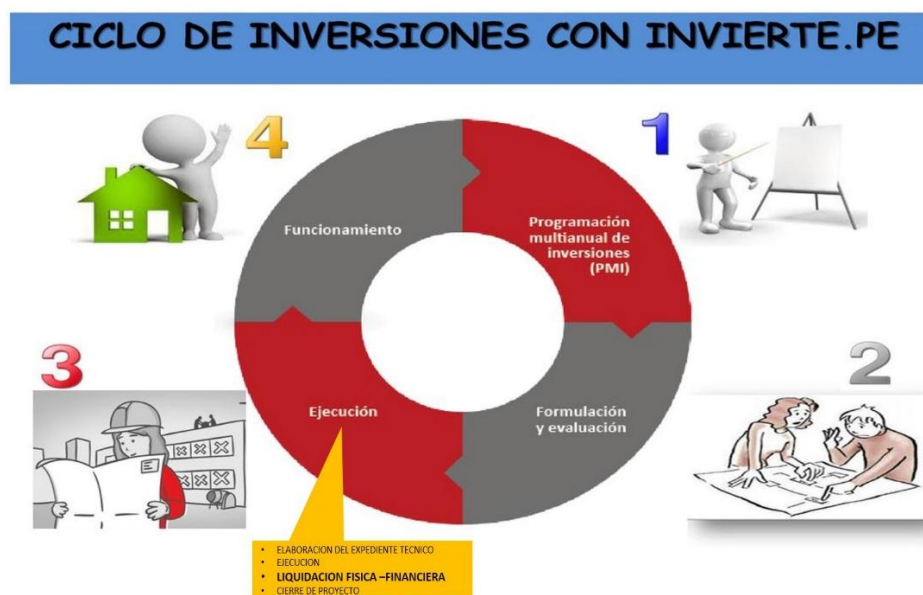 CICLO DE INVERSIONES CON INVIERTE.PE
1
Programación
multianual de
inversiones
(PMI)
2
Formulación
y evaluación
3
Ejecución
• ELABORACION DEL EXPEDIENTE TECNICO
• EJECUCION
• LIQUIDACION FISICA –FINANCIERA
• CIERRE DE PROYECTO
4
Funcionamiento